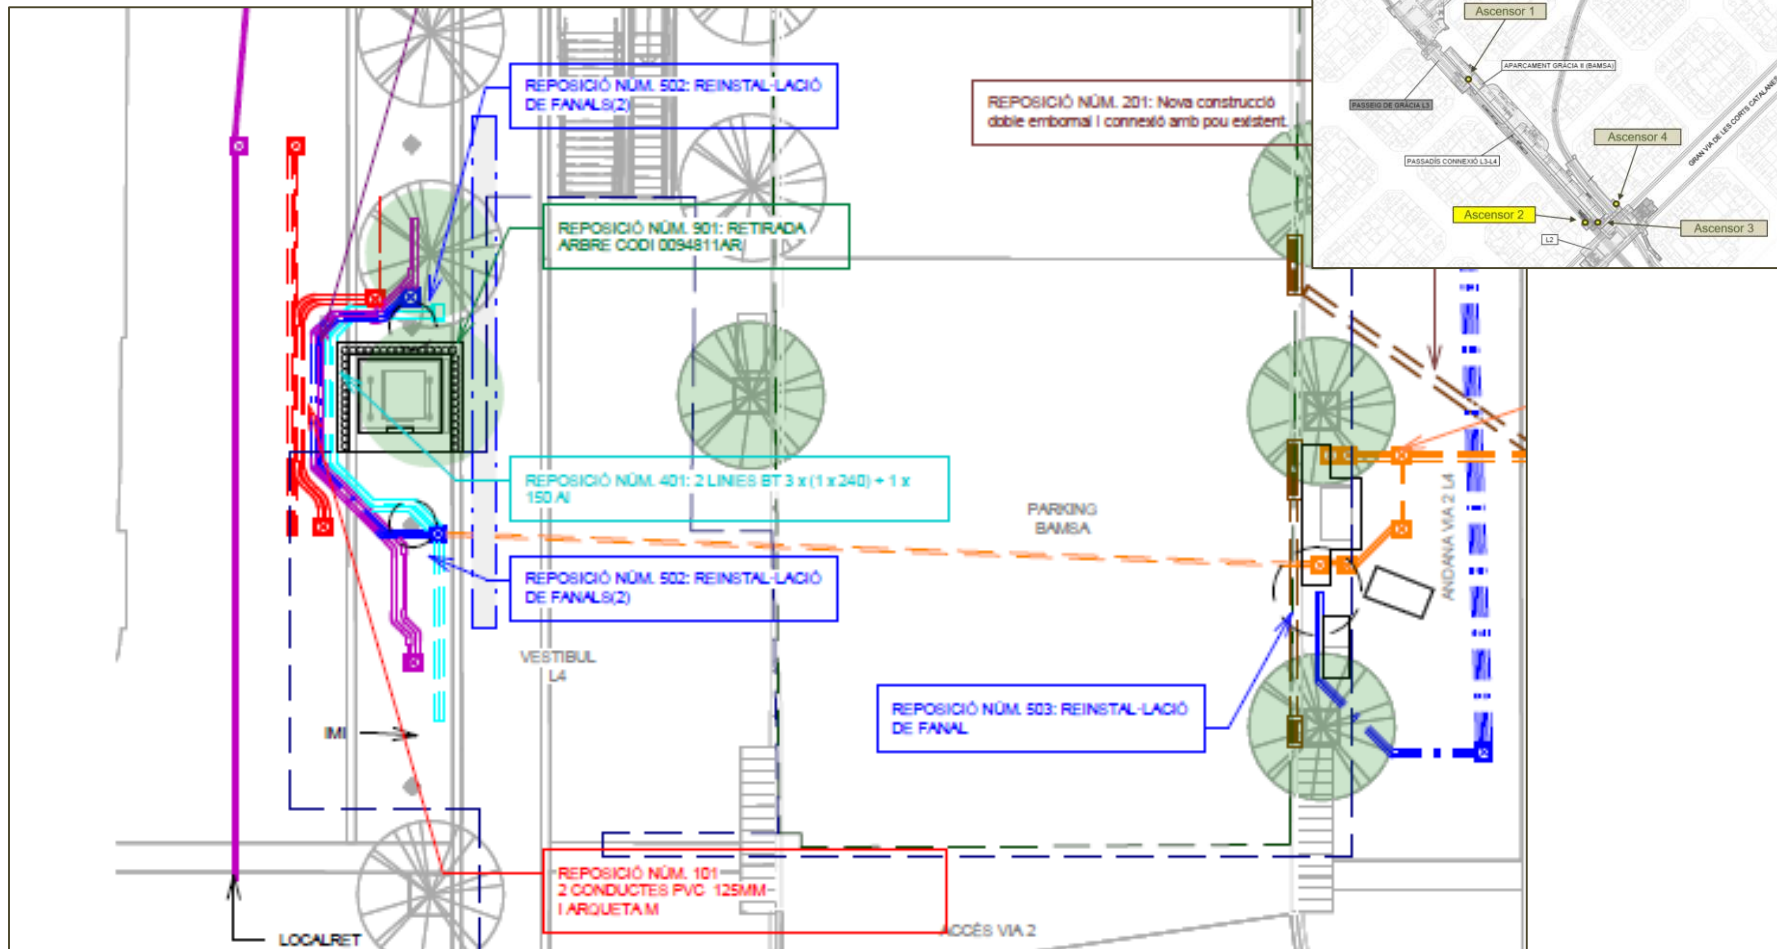 REPOSICIÓ NÚM. 502: REINSTAL·LACIÓ
DE FANALS(2)
REPOSICIÓ NÚM. 201: Nova construcció
doble embornal i connexió amb pou existent.
REPOSICIÓ NÚM. 901: RETIRADA
ARBRE CODI 0094811AR
REPOSICIÓ NÚM. 401: 2 LINIES BT 3 x (1 x 240) + 1 x
150 Al
PARKING
BAMSA
ANDANA VIA 2 L4
REPOSICIÓ NÚM. 502: REINSTAL·LACIÓ
DE FANALS(2)
VESTIBUL
L4
REPOSICIÓ NÚM. 503: REINSTAL·LACIÓ
DE FANAL
IMI
REPOSICIÓ NÚM. 101
2 CONDUCTES PVC 125MM
I ARQUETA M
ACCÉS VIA 2
LOCALRET
Ascensor 1
APARCAMENT GRÀCIA II (BAMSA)
PASSEIG DE GRÀCIA L3
Ascensor 4
GRAN VIA DE LES CORTS CATALANES
PASSADÍS CONNEXIÓ L3-L4
Ascensor 2
Ascensor 3
L2